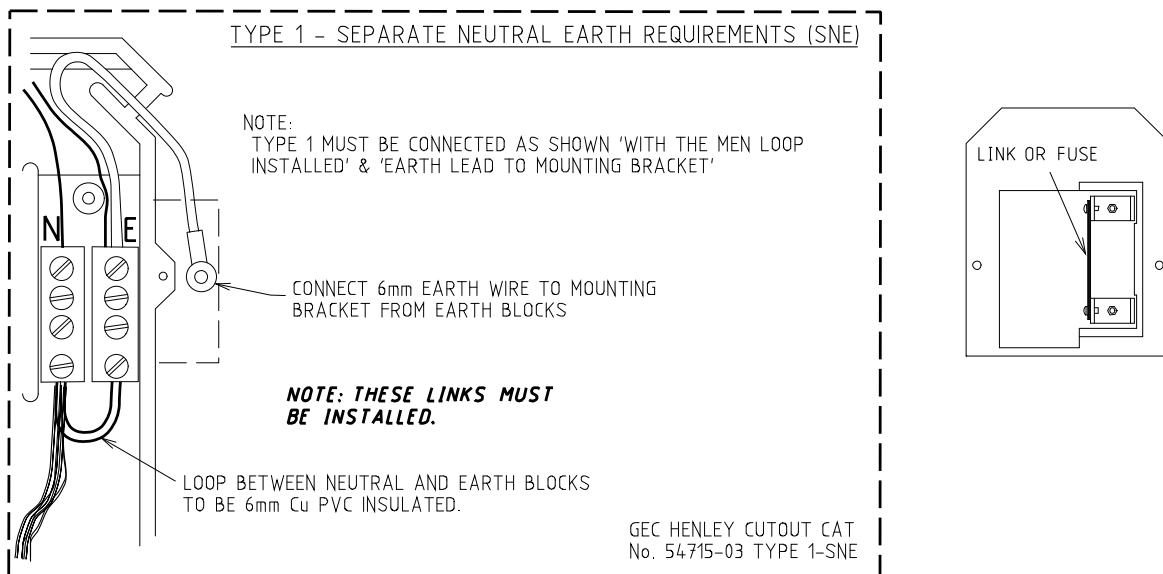 TYPE 1 - SEPARATE NEUTRAL EARTH REQUIREMENTS (SNE)
NOTE:
TYPE 1 MUST BE CONNECTED AS SHOWN 'WITH THE MEN LOOP
INSTALLED' & 'EARTH LEAD TO MOUNTING BRACKET'
LINK OR FUSE
N E
CONNECT 6mm EARTH WIRE TO MOUNTING
BRACKET FROM EARTH BLOCKS
NOTE: THESE LINKS MUST
BE INSTALLED.
LOOP BETWEEN NEUTRAL AND EARTH BLOCKS
TO BE 6mm Cu PVC INSULATED.
GEC HENLEY CUTOUT CAT
No. 54715-03 TYPE 1-SNE